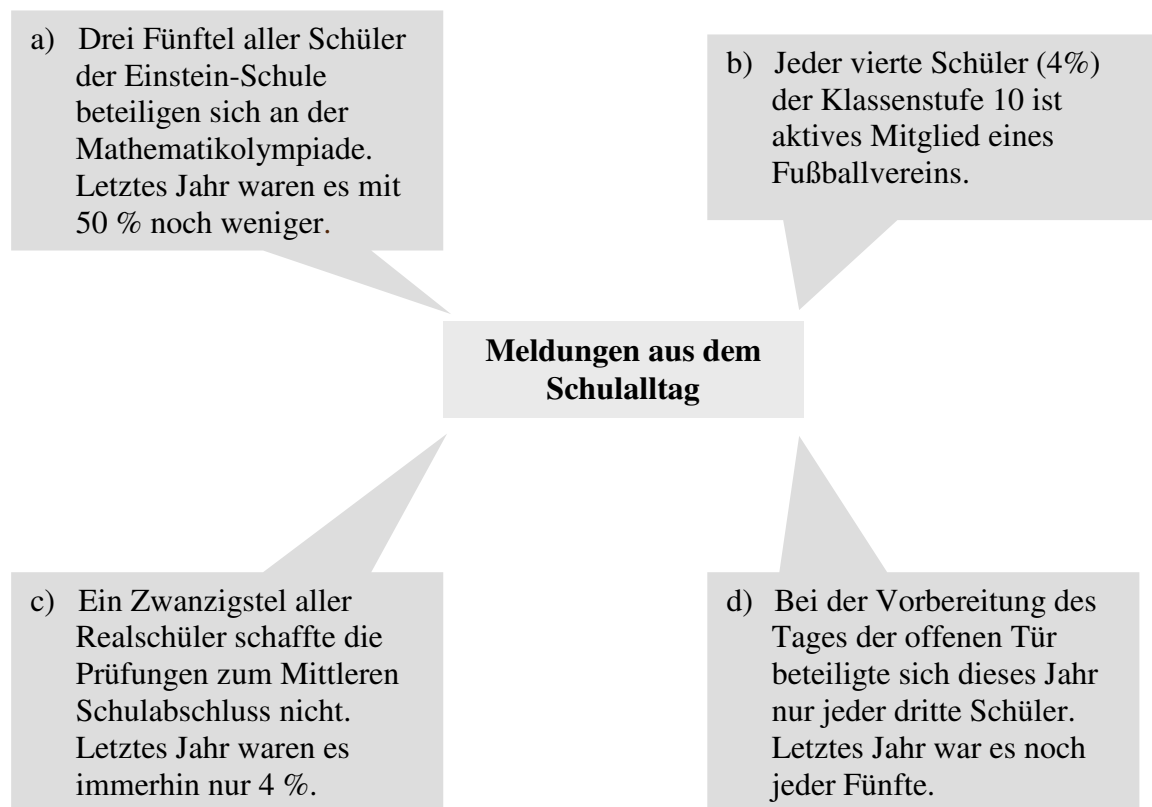 a) Drei Fünftel aller Schüler
der Einstein-Schule
beteiligen sich an der
Mathematikolympiade.
Letztes Jahr waren es mit
50 % noch weniger.
b) Jeder vierte Schüler (4%)
der Klassenstufe 10 ist
aktives Mitglied eines
Fußballvereins.
Meldungen aus dem
Schulalltag
c) Ein Zwanzigstel aller
Realschüler schaffte die
Prüfungen zum Mittleren
Schulabschluss nicht.
Letztes Jahr waren es
immerhin nur 4 %.
d) Bei der Vorbereitung des
Tages der offenen Tür
beteiligte sich dieses Jahr
nur jeder dritte Schüler.
Letztes Jahr war es noch
jeder Fünfte.